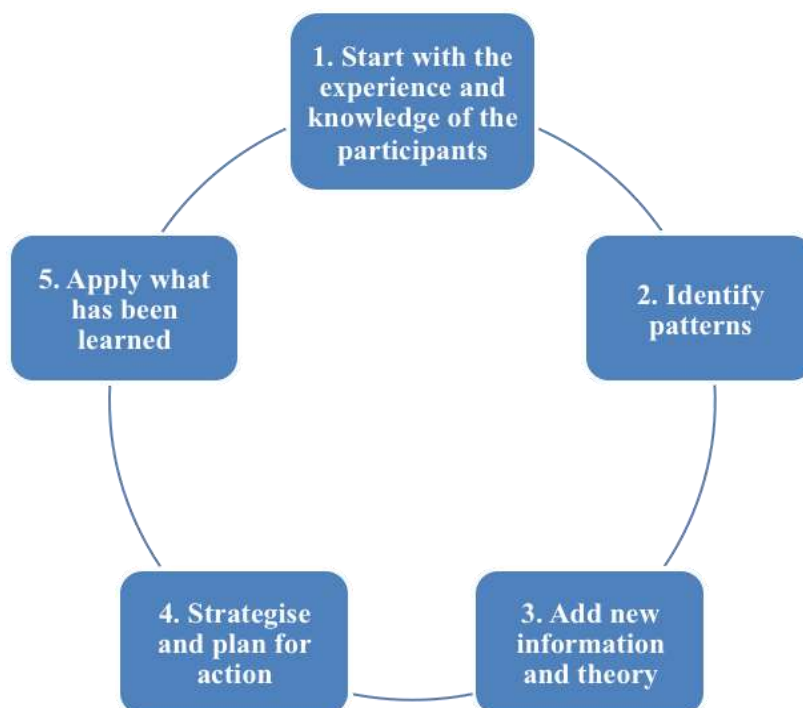 1. Start with the
experience and
knowledge of the
participants
2. Identify
patterns
3. Add new
information
and theory
4. Strategise
and plan for
action
5. Apply what
has been
learned